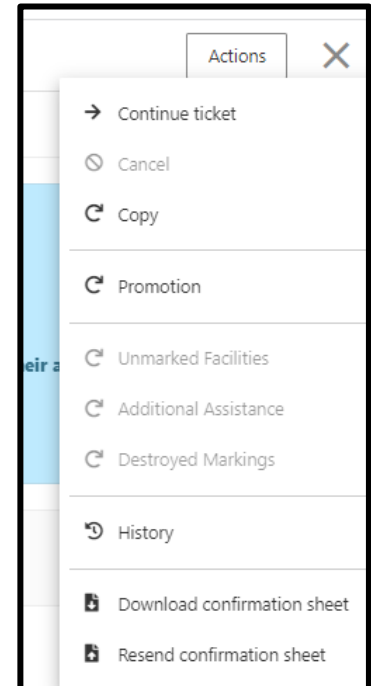 Actions
Continue ticket
Cancel
Copy
Promotion
Unmarked Facilities
eir a
Additional Assistance
Destroyed Markings
History
Download confirmation sheet
Resend confirmation sheet